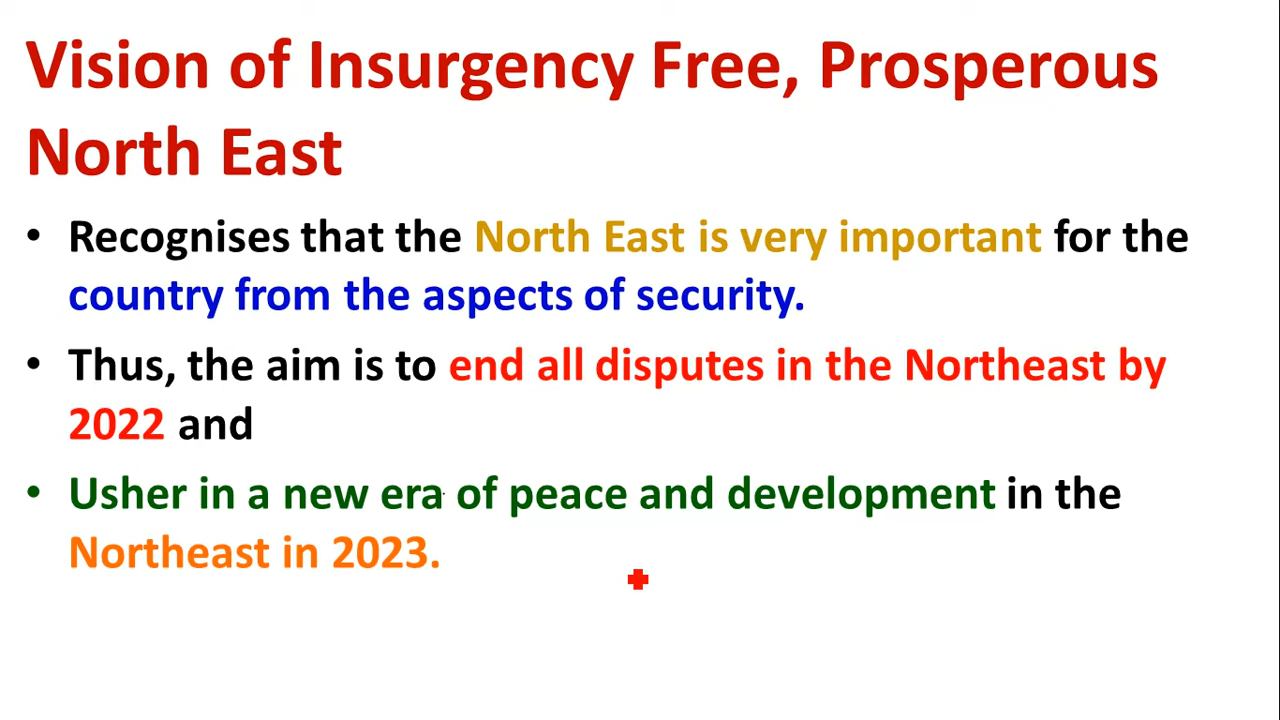 Vision of Insurgency Free, Prosperous
North East
• Recognises that the North East is very important for the
country from the aspects of security.
• Thus, the aim is to end all disputes in the Northeast by
2022 and
• Usher in a new era of peace and development in the
Northeast in 2023.